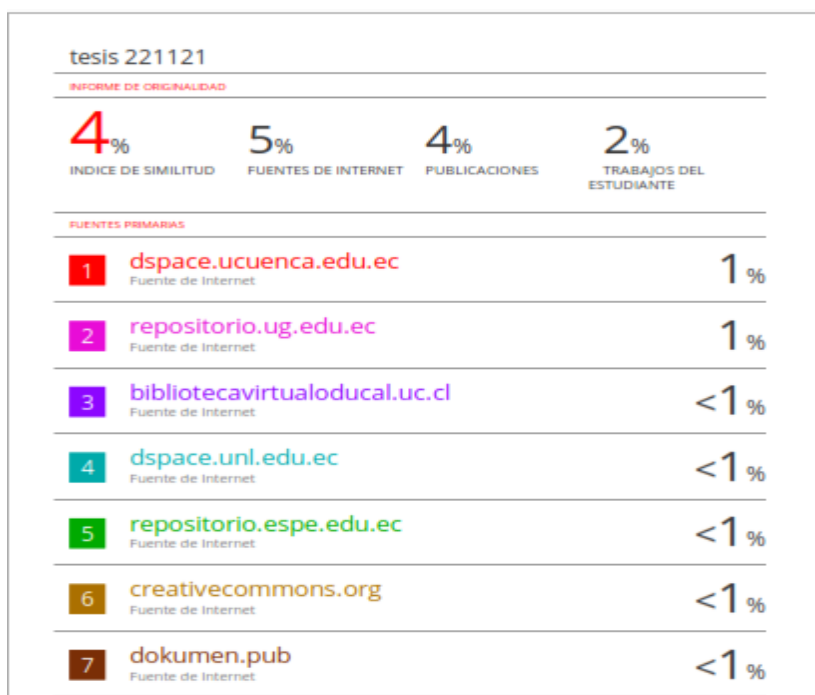 tesis 221121
INFORME DE ORIGINALIDAD
4% 5% 4% 2%
INDICE DE SIMILITUD FUENTES DE INTERNET PUBLICACIONES TRABAJOS DEL
ESTUDIANTE
FUENTES PRIMARIAS
1 dspace.ucuenca.edu.ec 1%
Fuente de Internet
2 repositorio.ug.edu.ec 1%
Fuente de Internet
3 bibliotecavirtualoducal.uc.cl <1%
Fuente de Internet
4 dspace.unl.edu.ec <1%
Fuente de Internet
5 repositorio.espe.edu.ec <1%
Fuente de Internet
6 creativecommons.org <1%
Fuente de Internet
7 dokumen.pub <1%
Fuente de Internet